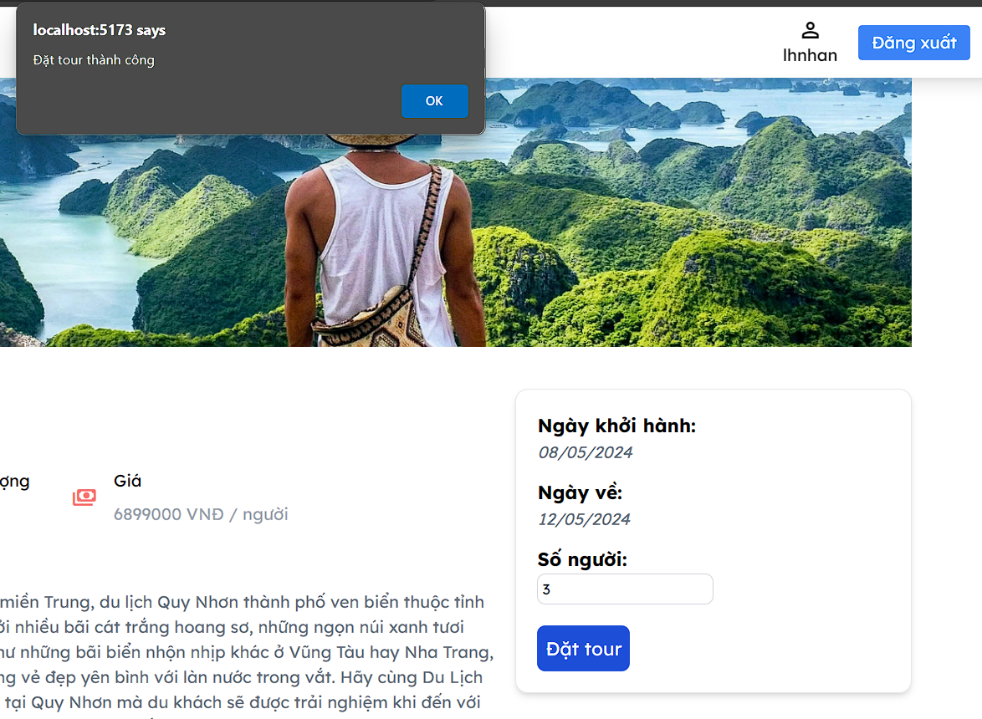 localhost:5173 says
Đặt tour thành công
OK
lhnhan
Đăng xuất
Giá
6899000 VNĐ / người
miền Trung, du lịch Quy Nhơn thành phố ven biển thuộc tỉnh
nhiều bãi cát trắng hoang sơ, những ngọn núi xanh tươi
những bãi biển nhộn nhịp khác ở Vũng Tàu hay Nha Trang,
vẻ đẹp yên bình với làn nước trong vắt. Hãy cùng Du Lịch
tại Quy Nhơn mà du khách sẽ được trải nghiệm khi đến với
Ngày khởi hành:
08/05/2024
Ngày về:
12/05/2024
Số người:
3
Đặt tour